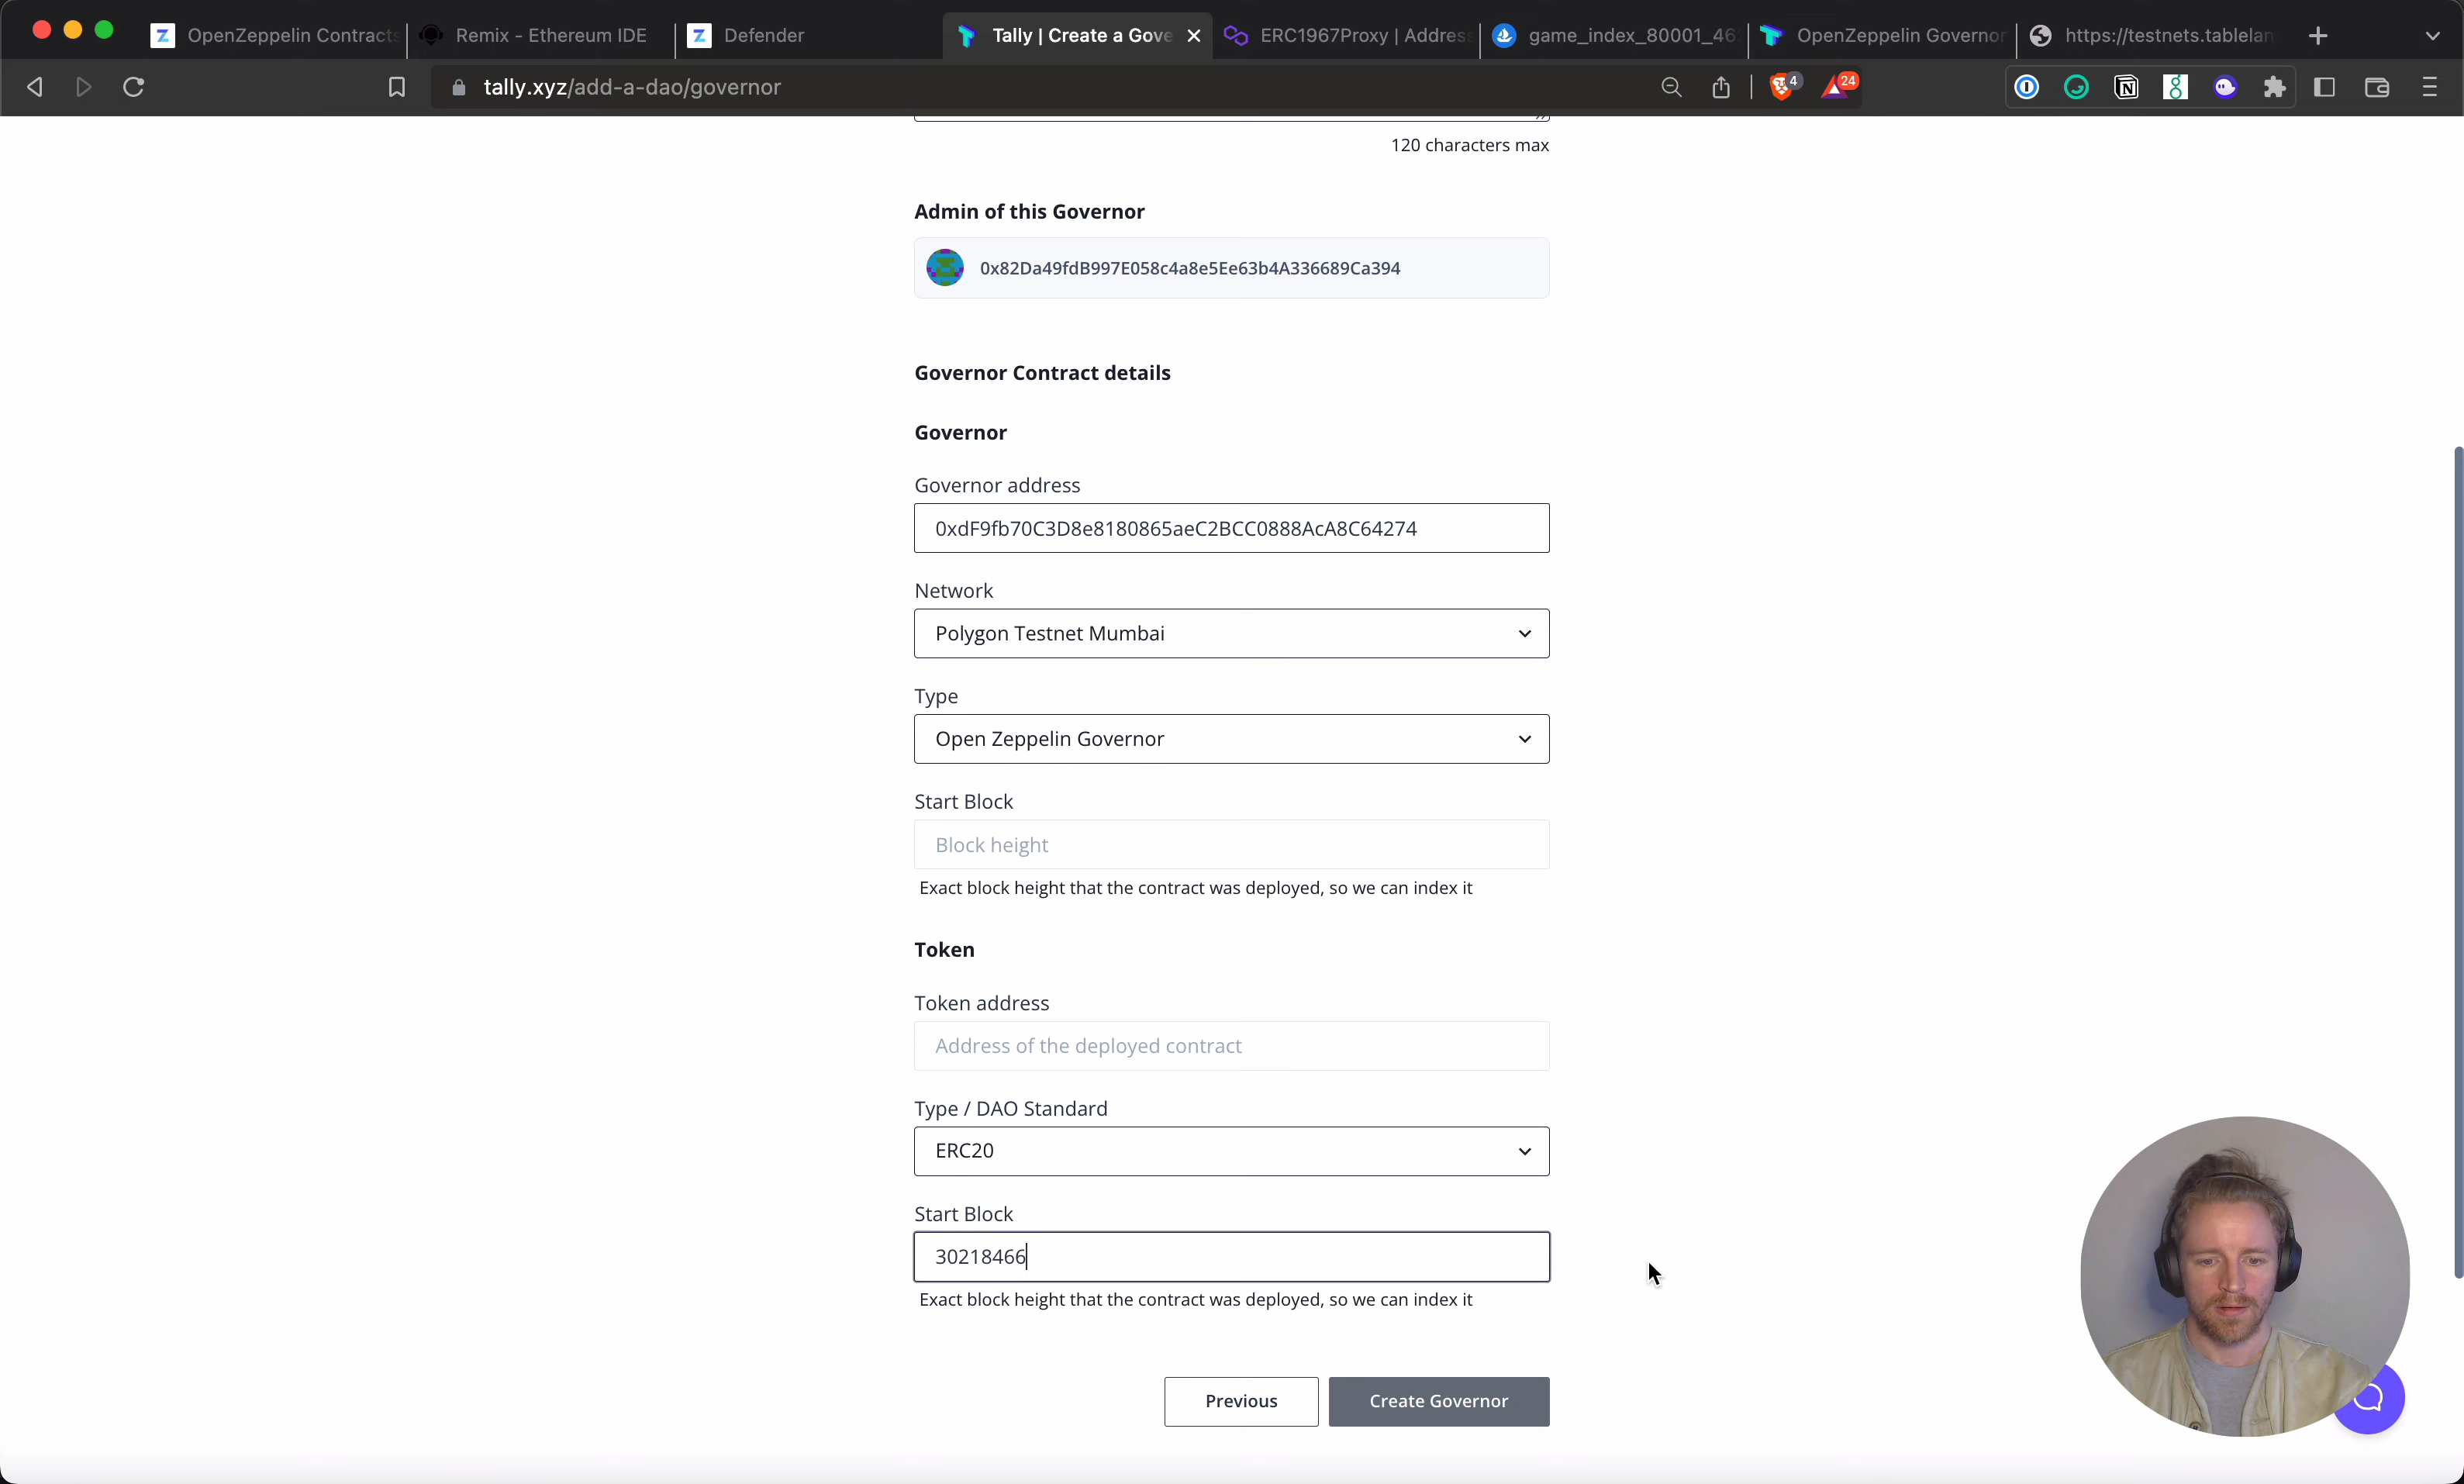 OpenZeppelin Contracts
Remix - Ethereum IDE
Defender
Tally | Create a Gove
ERC1967Proxy | Addres
game_index_80001_46
OpenZeppelin Governor
https://testnets.tablelan
tally.xyz/add-a-dao/governor
4
24
120 characters max
Admin of this Governor
0x82Da49fdB997E058c4a8e5Ee63b4A336689Ca394
Governor Contract details
Governor
Governor address
0xdF9fb70C3D8e8180865aeC2BCC0888AcA8C64274
Network
Polygon Testnet Mumbai
Type
Open Zeppelin Governor
Start Block
Block height
Exact block height that the contract was deployed, so we can index it
Token
Token address
Address of the deployed contract
Type / DAO Standard
ERC20
Start Block
30218466
Exact block height that the contract was deployed, so we can index it
Previous
Create Governor